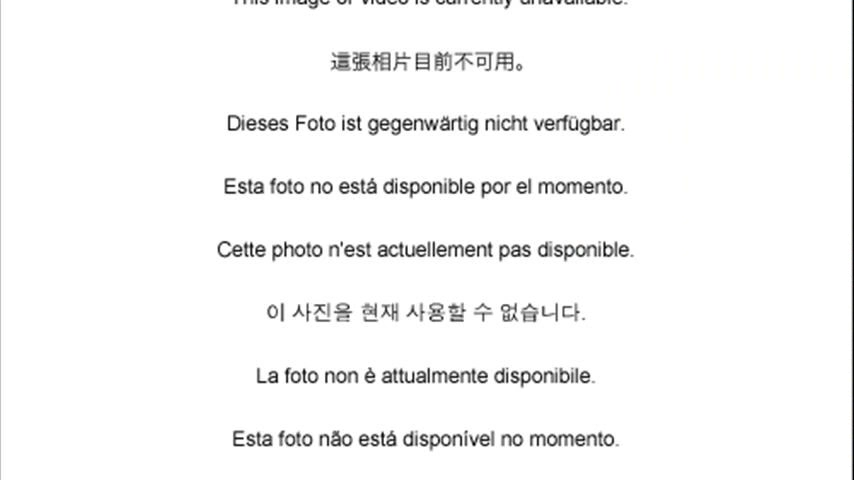 This image or video is currently unavailable.
這張相片目前不可用。
Dieses Foto ist gegenwärtig nicht verfügbar.
Esta foto no está disponible por el momento.
Cette photo n'est actuellement pas disponible.
이 사진을 현재 사용할 수 없습니다.
La foto non è attualmente disponibile.
Esta foto não está disponível no momento.